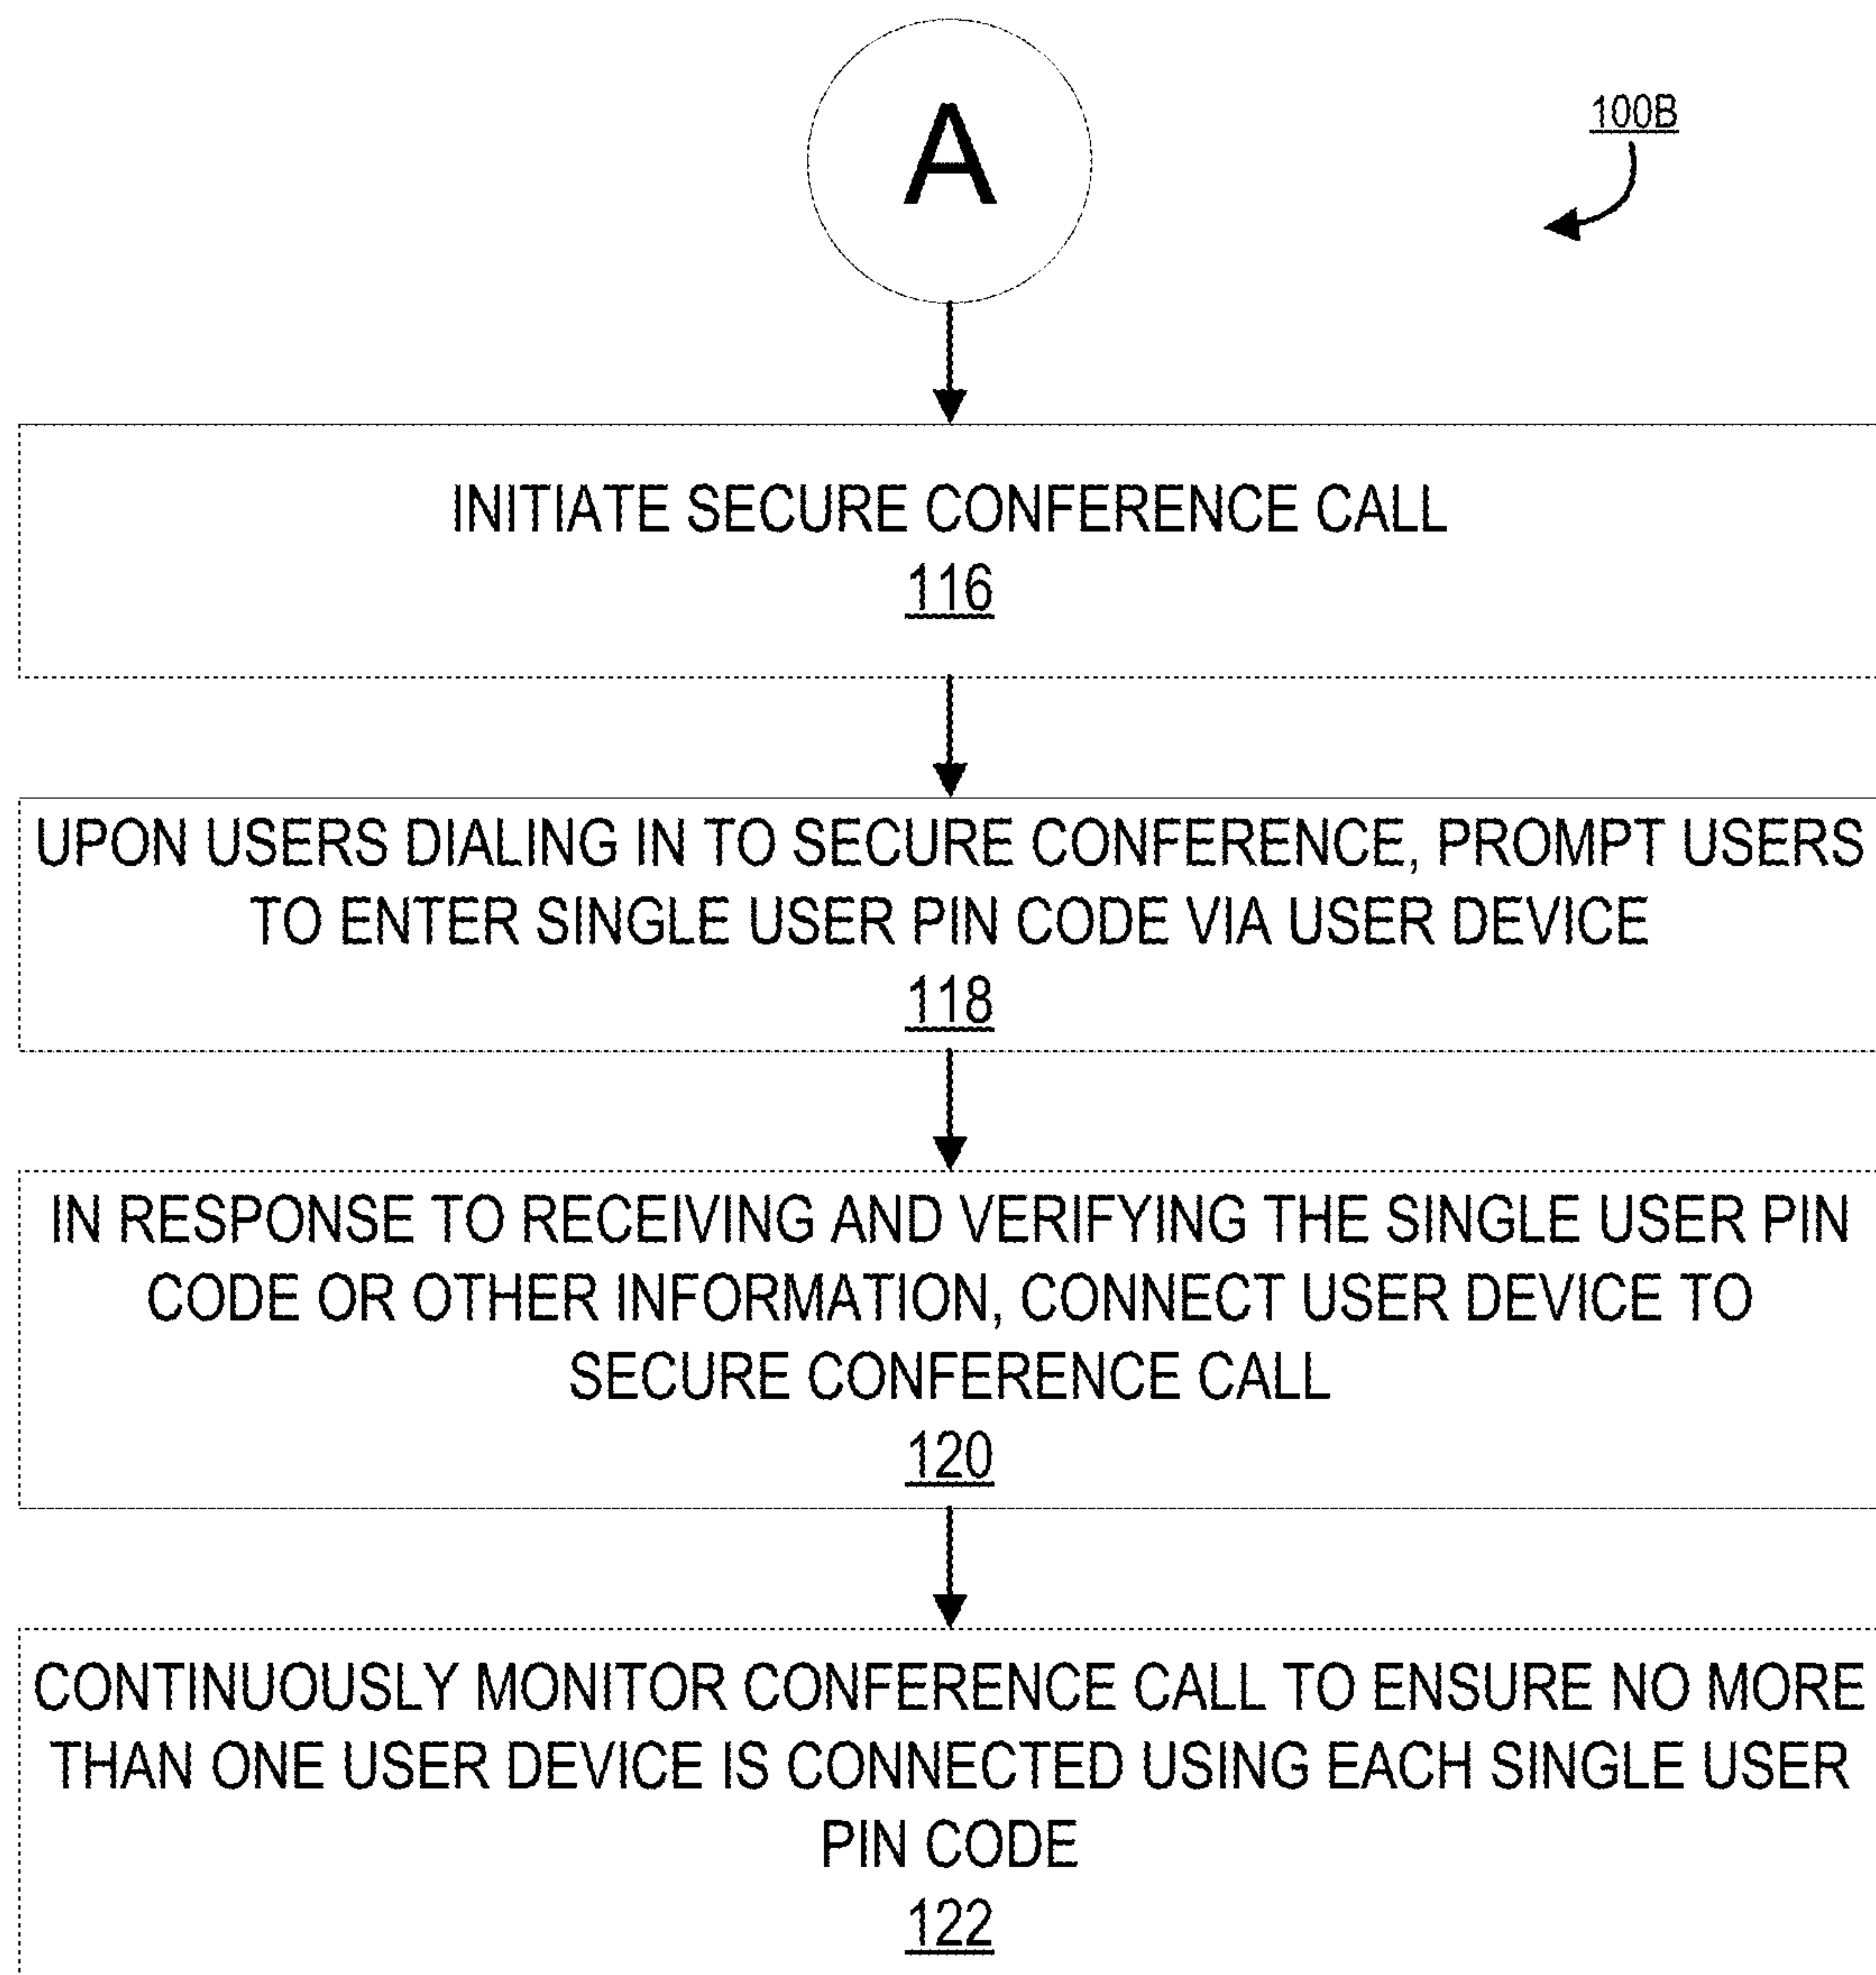 A
100B
INITIATE SECURE CONFERENCE CALL
116
UPON USERS DIALING IN TO SECURE CONFERENCE, PROMPT USERS
TO ENTER SINGLE USER PIN CODE VIA USER DEVICE
118
IN RESPONSE TO RECEIVING AND VERIFYING THE SINGLE USER PIN
CODE OR OTHER INFORMATION, CONNECT USER DEVICE TO
SECURE CONFERENCE CALL
120
CONTINUOUSLY MONITOR CONFERENCE CALL TO ENSURE NO MORE
THAN ONE USER DEVICE IS CONNECTED USING EACH SINGLE USER
PIN CODE
122